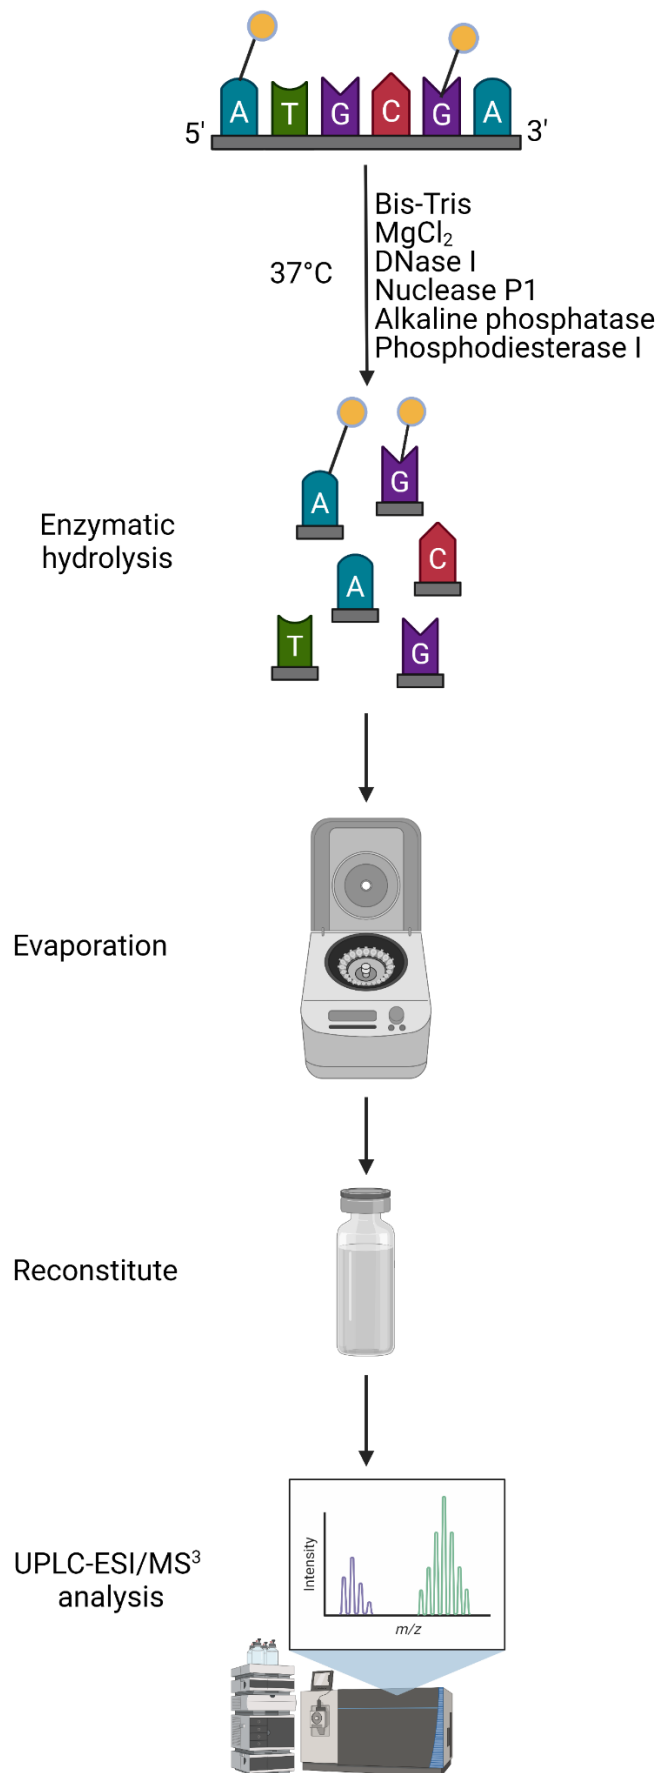 5' A T G C G A 3'
37°C
Bis-Tris
MgCl₂
DNase I
Nuclease P1
Alkaline phosphatase
Phosphodiesterase I
Enzymatic
hydrolysis
A
G
C
A
T
G
Evaporation
Reconstitute
UPLC-ESI/MS³
analysis
Intensity
m/z